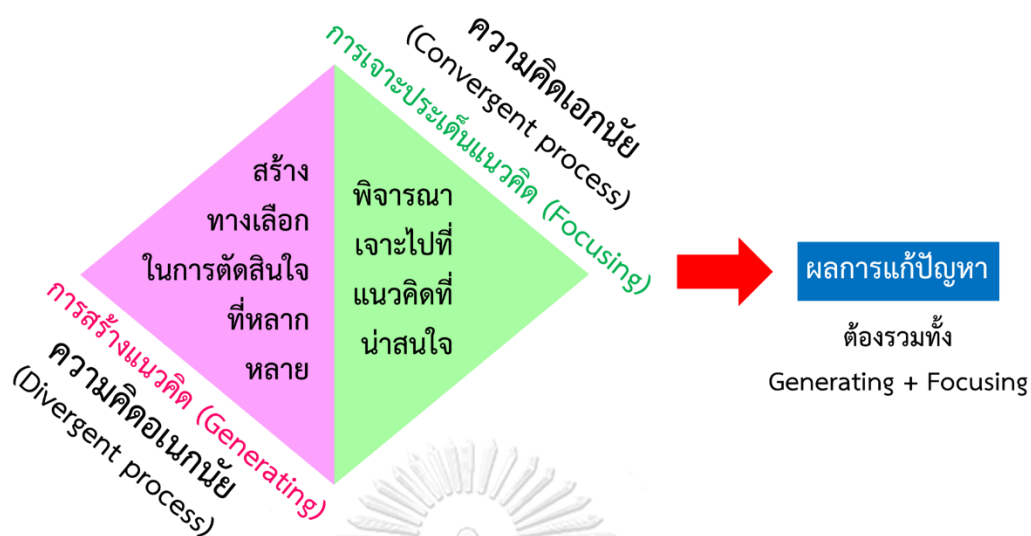 สร้าง
ทางเลือก
ในการตัดสินใจ
ที่หลาก
หลาย
การสร้างแนวคิด (Generating)
ความคิดอเนกนัย
(Divergent process)
ความคิดเอกนัย
(Convergent process)
การเจาะประเด็นแนวคิด (Focusing)
พิจารณา
เจาะไปที่
แนวคิดที่
น่าสนใจ
ผลการแก้ปัญหา
ต้องรวมทั้ง
Generating + Focusing